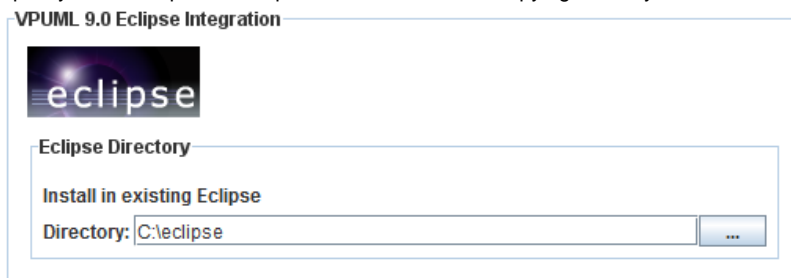 VPUML 9.0 Eclipse Integration
eclipse
Eclipse Directory
Install in existing Eclipse
Directory: C:\eclipse ...